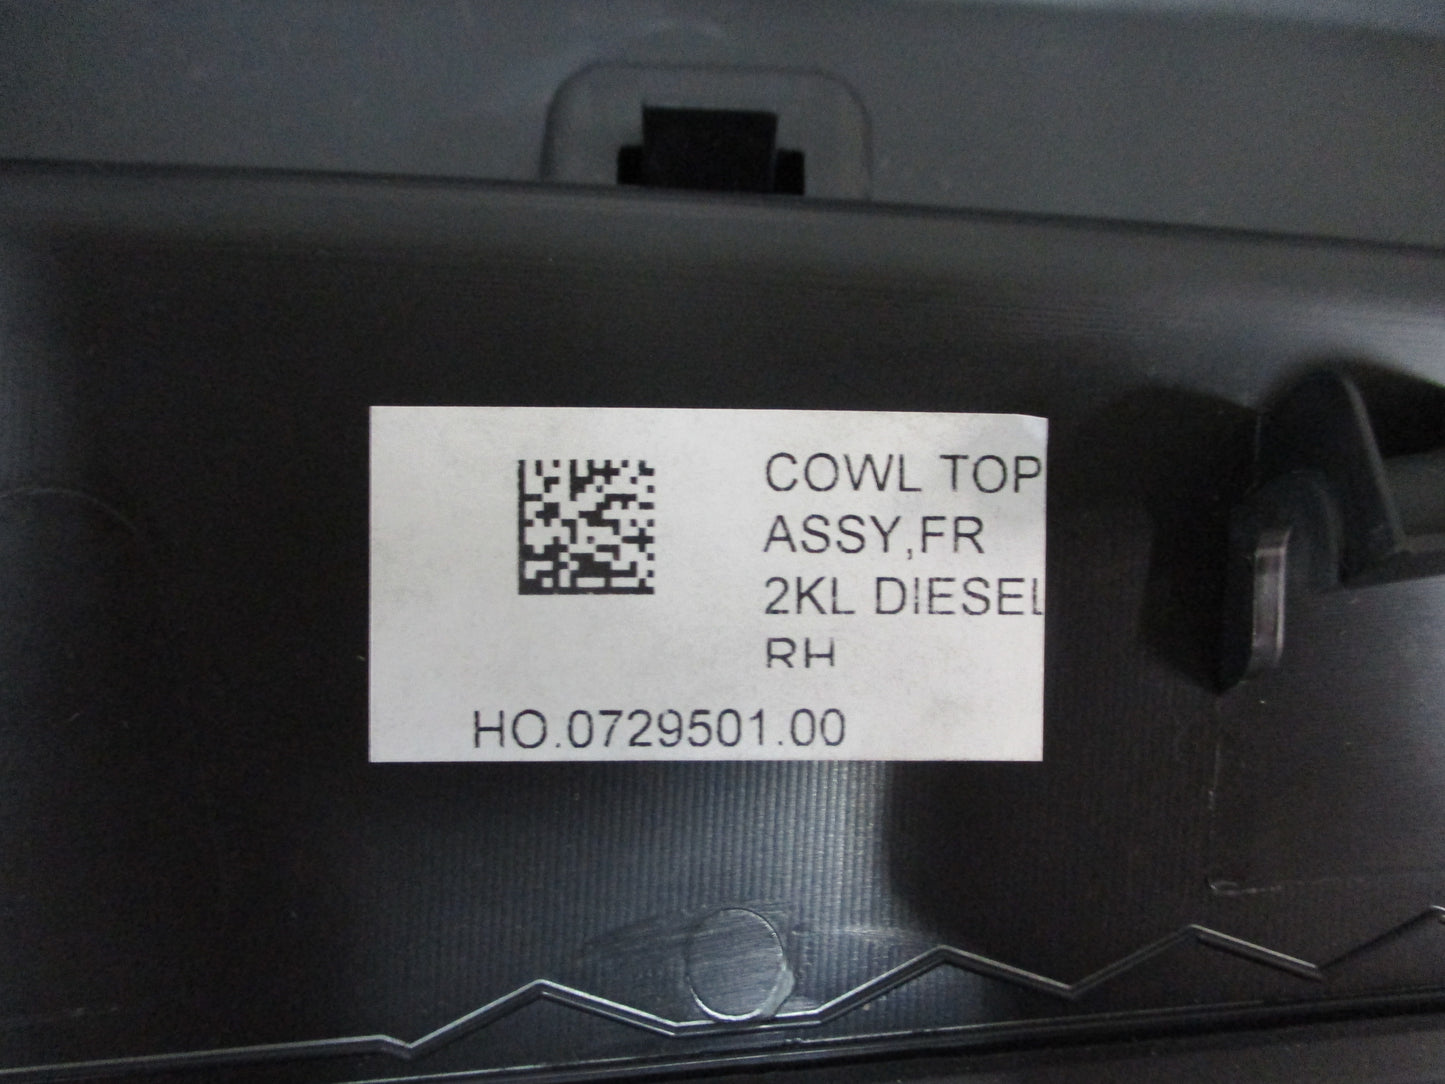 COWL TOP
ASSY,FR
2KL DIESEL
RH
HO.0729501.00